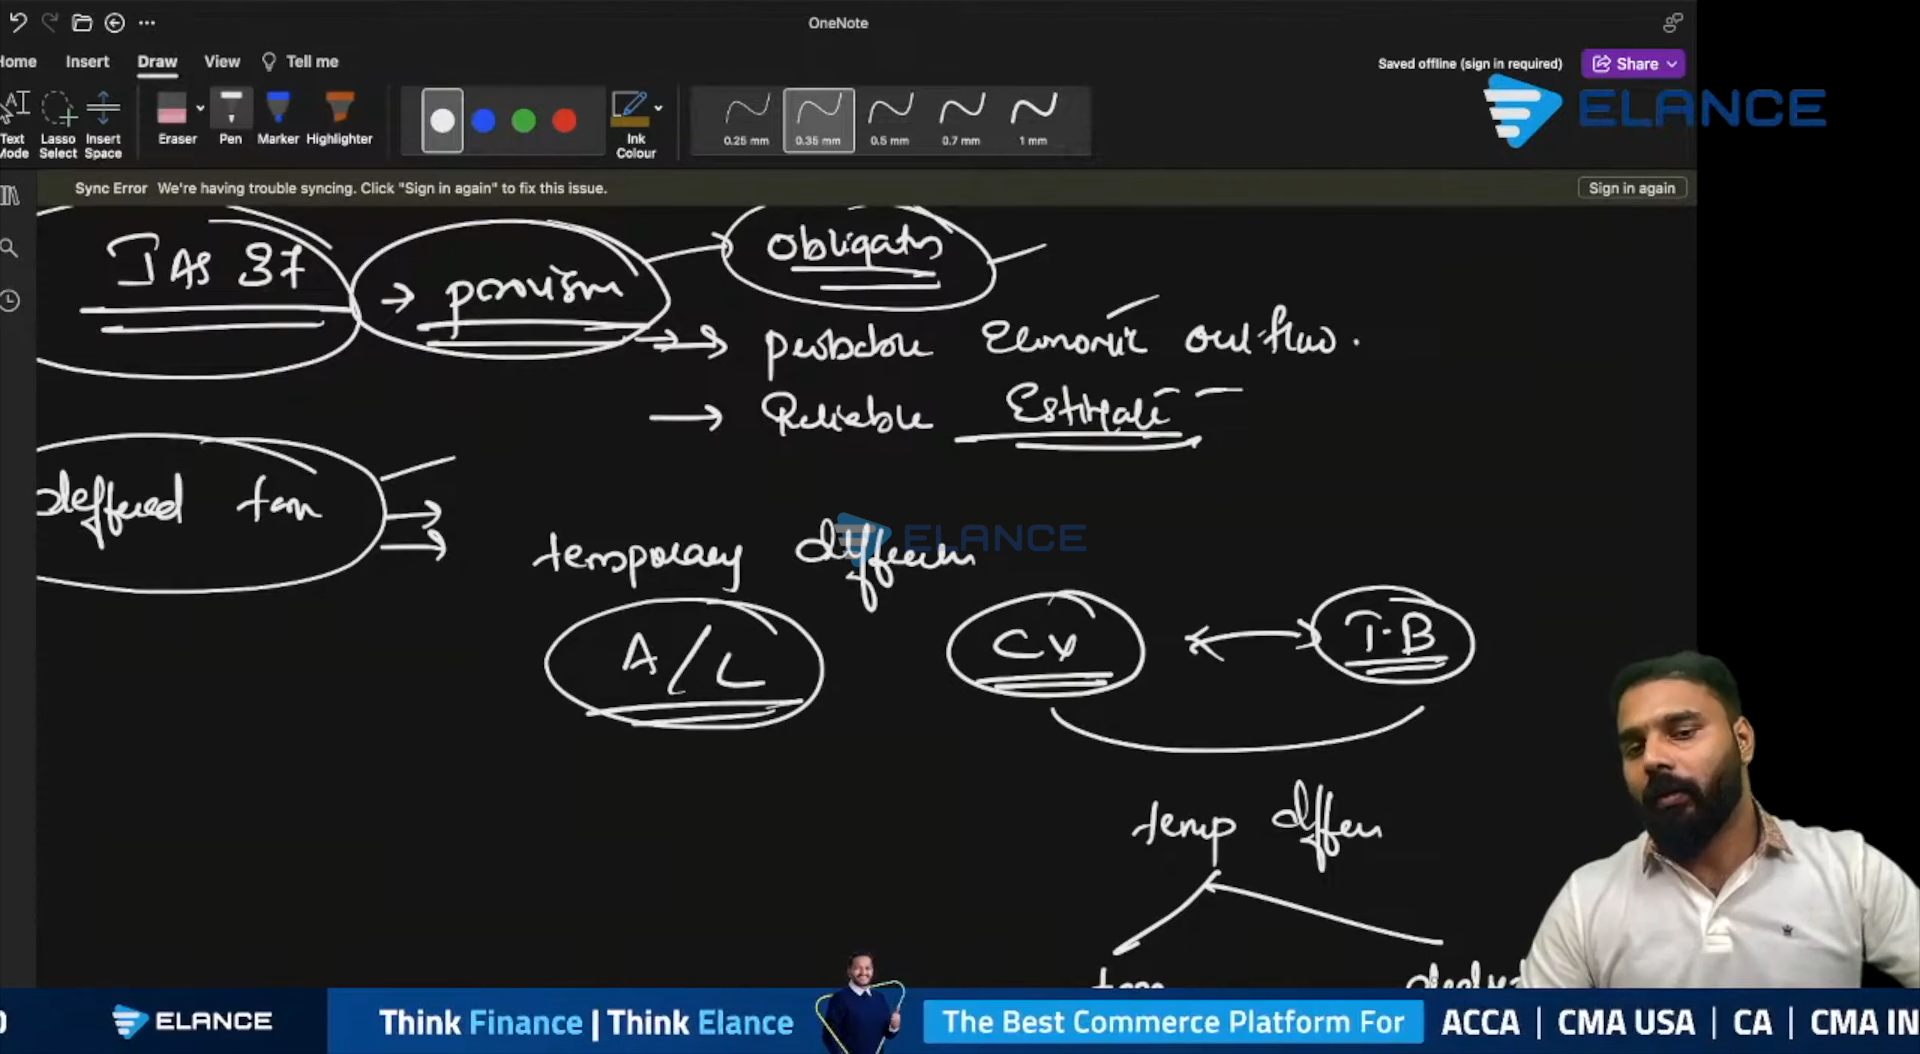 OneNote
Home Insert Draw View Tell me
Saved offline (sign in required) Share
Text Mode
Lasso Select
Insert Space
Eraser
Pen
Marker
Highlighter
Ink Colour
0.25 mm
0.35 mm
0.5 mm
0.7 mm
1 mm
ELANCE
Sync Error We're having trouble syncing. Click "Sign in again" to fix this issue.
Sign in again
IAS 37
Obligatn
Economic outflow.
Reliable Estimate
deffered tax
temporary
ELANCE
A/L
CV
T.B
temp differ
ELANCE
Think Finance | Think Elance
The Best Commerce Platform For
ACCA | CMA USA | CA | CMA IN